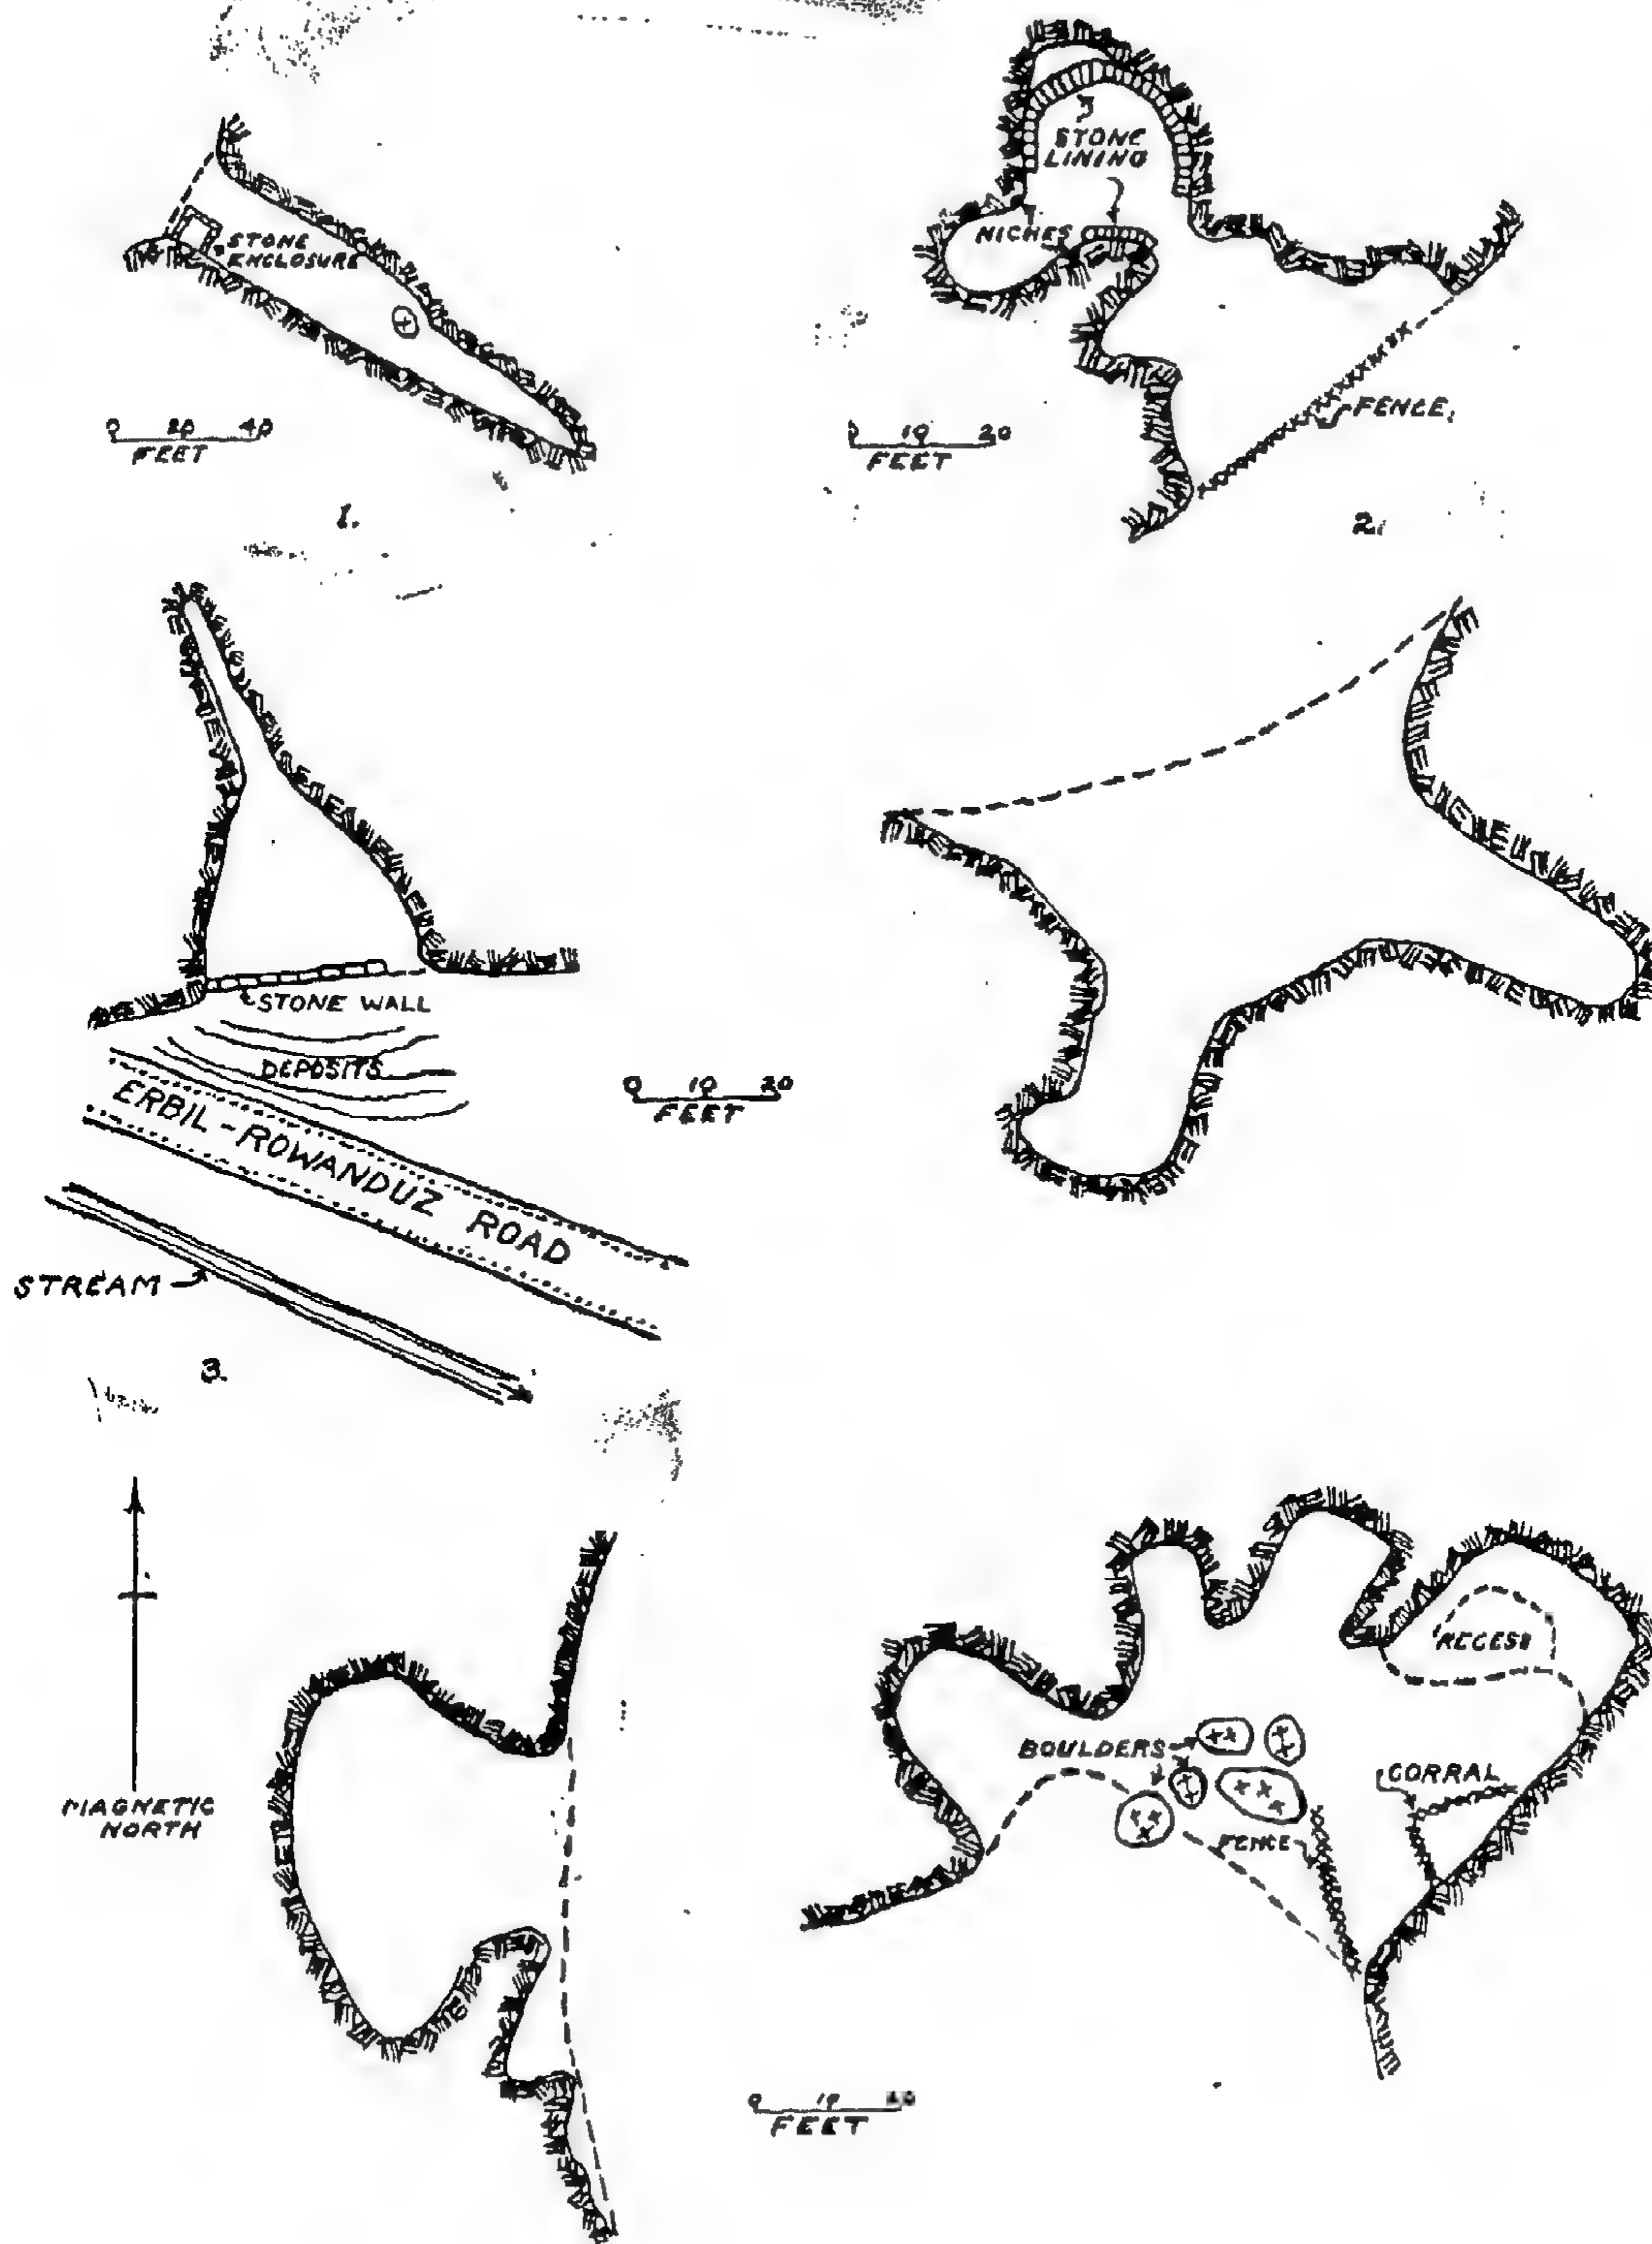 STONE
ENCLOSURE
0 20 40
FEET
1.
STONE
LINING
NICHES
FENCE
0 10 20
FEET
2.
STONE WALL
DEPOSITS
ERBIL-ROWANDUZ ROAD
STREAM
3.
0 10 20
FEET
MAGNETIC
NORTH
RECESS
BOULDERS
CORRAL
FENCE
0 10 20
FEET